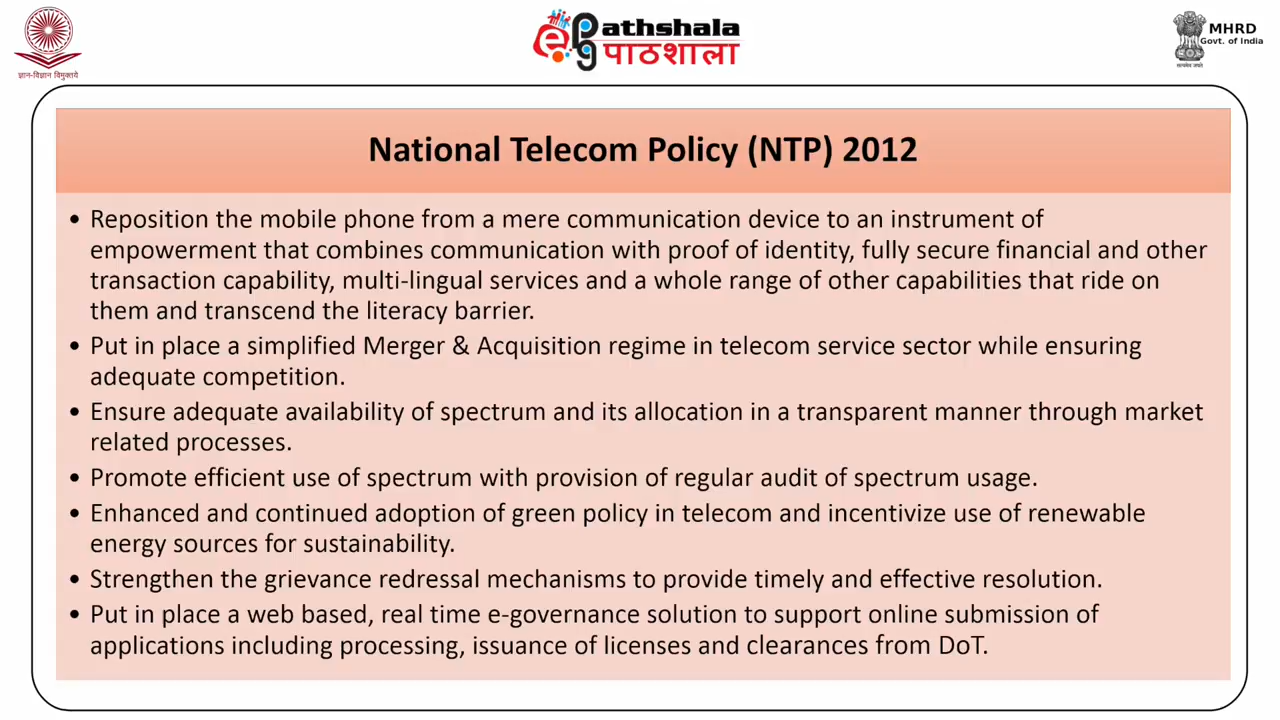 ज्ञान-विज्ञान विमुक्तये
ePathshala
पाठशाला
MHRD
Govt. of India
सत्यमेव जयते
National Telecom Policy (NTP) 2012
• Reposition the mobile phone from a mere communication device to an instrument of
empowerment that combines communication with proof of identity, fully secure financial and other
transaction capability, multi-lingual services and a whole range of other capabilities that ride on
them and transcend the literacy barrier.
• Put in place a simplified Merger & Acquisition regime in telecom service sector while ensuring
adequate competition.
• Ensure adequate availability of spectrum and its allocation in a transparent manner through market
related processes.
• Promote efficient use of spectrum with provision of regular audit of spectrum usage.
• Enhanced and continued adoption of green policy in telecom and incentivize use of renewable
energy sources for sustainability.
• Strengthen the grievance redressal mechanisms to provide timely and effective resolution.
• Put in place a web based, real time e-governance solution to support online submission of
applications including processing, issuance of licenses and clearances from DoT.